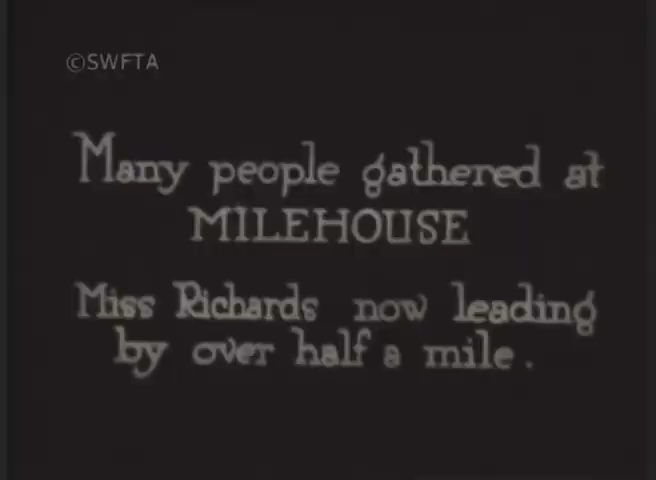 ©SWFTA
Many people gathered at
MILEHOUSE
Miss Richards now leading
by over half a mile.